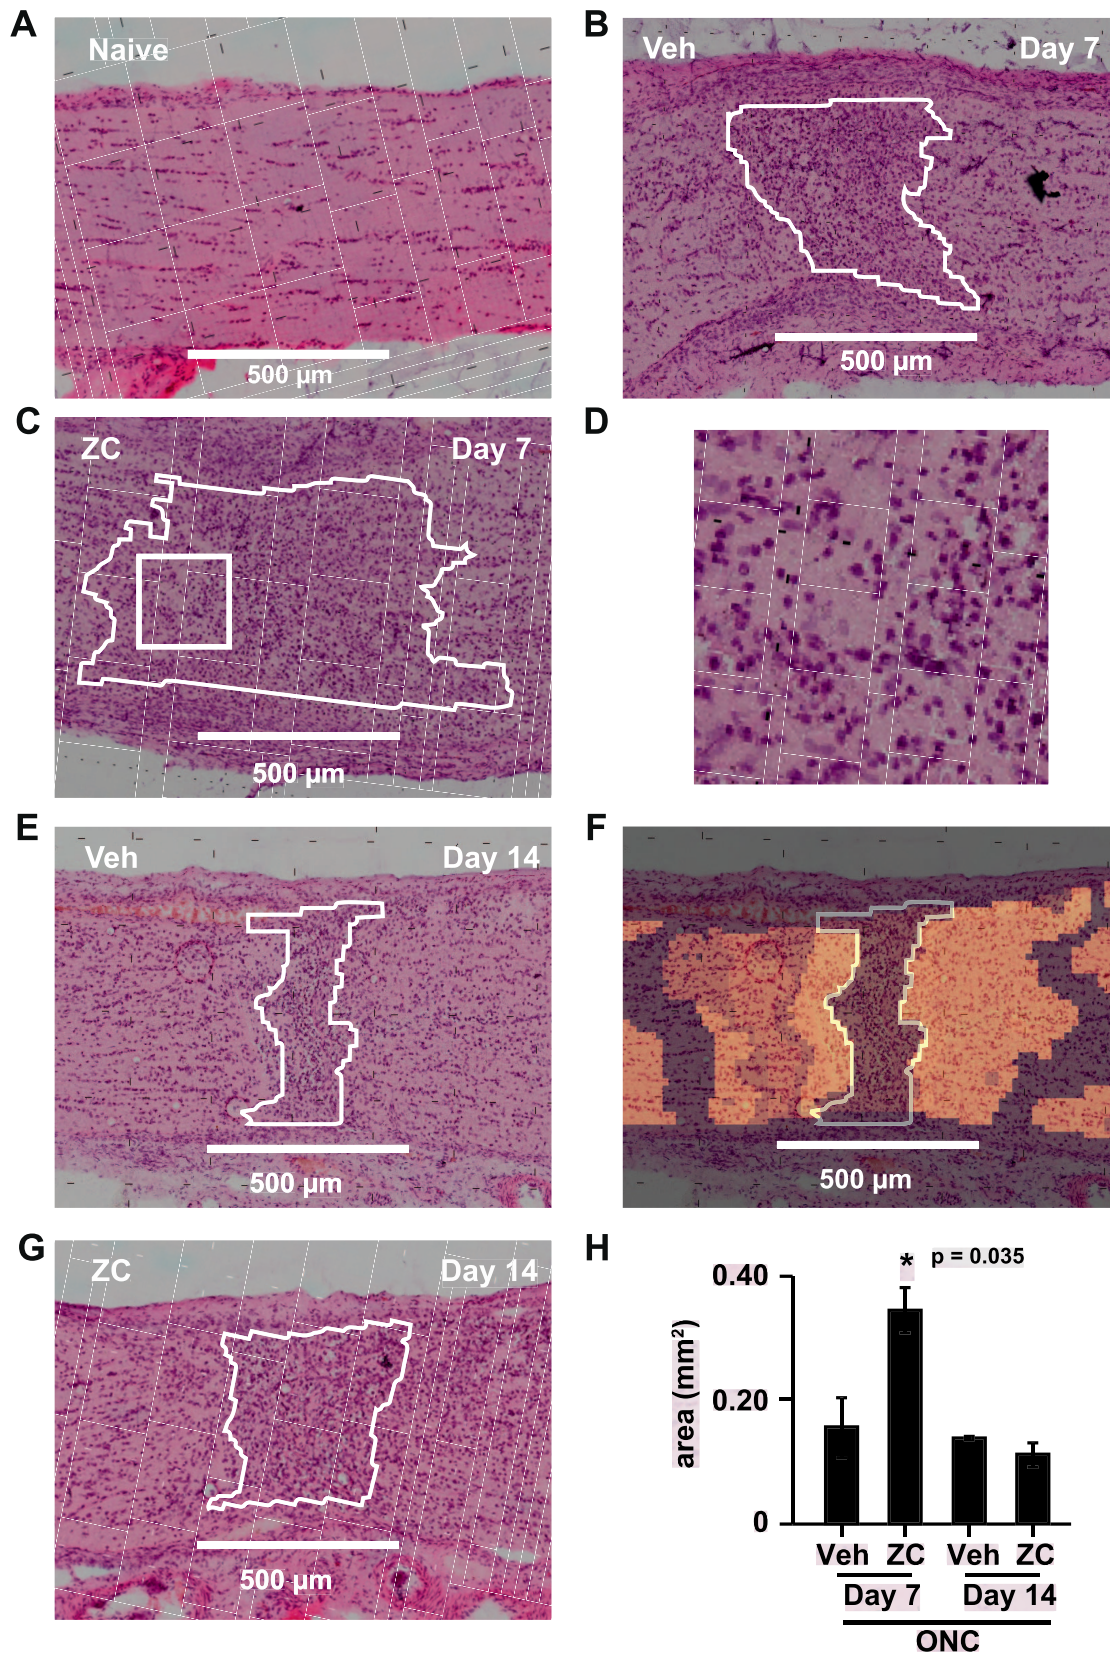 A
Naive
500 µm
B
Veh
Day 7
500 µm
C
ZC
Day 7
500 µm
D
E
Veh
Day 14
500 µm
F
500 µm
G
ZC
Day 14
500 µm
H
* p = 0.035
0.40
0.20
0
area (mm²)
Veh ZC Veh ZC
Day 7 Day 14
ONC